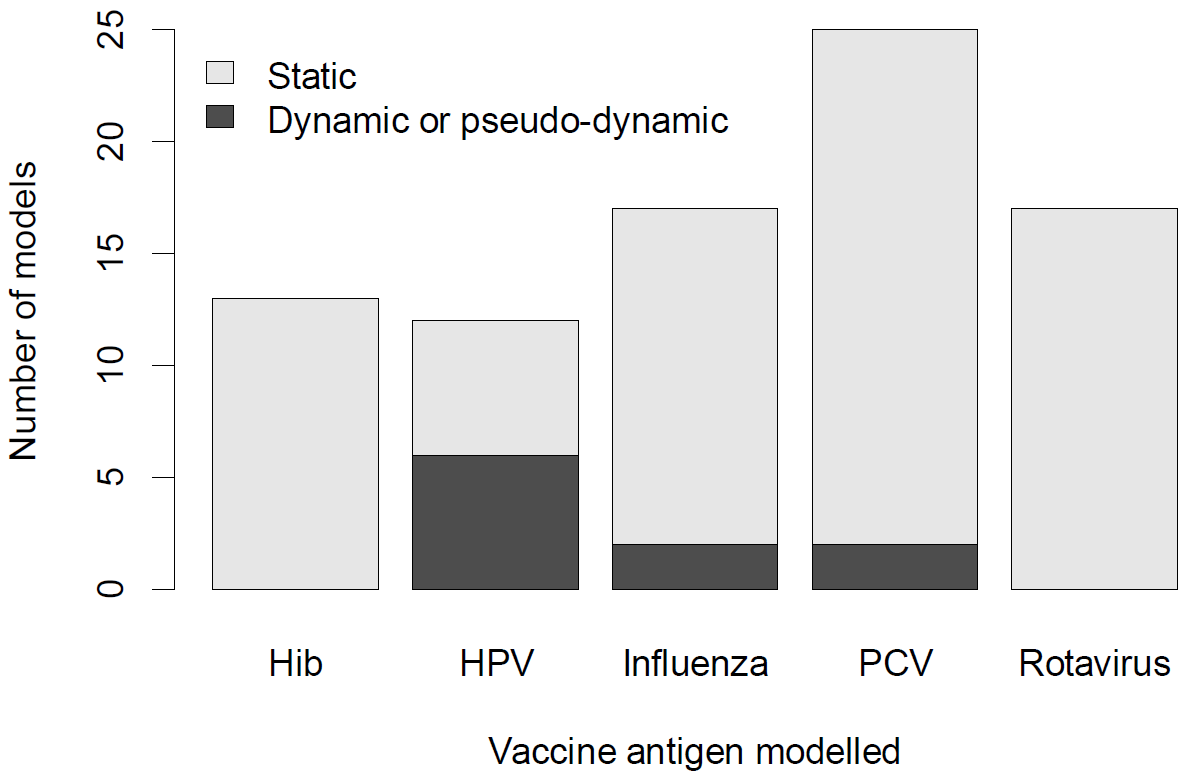 25
20
15
10
5
0
Number of models
Static
Dynamic or pseudo-dynamic
Hib HPV Influenza PCV Rotavirus
Vaccine antigen modelled